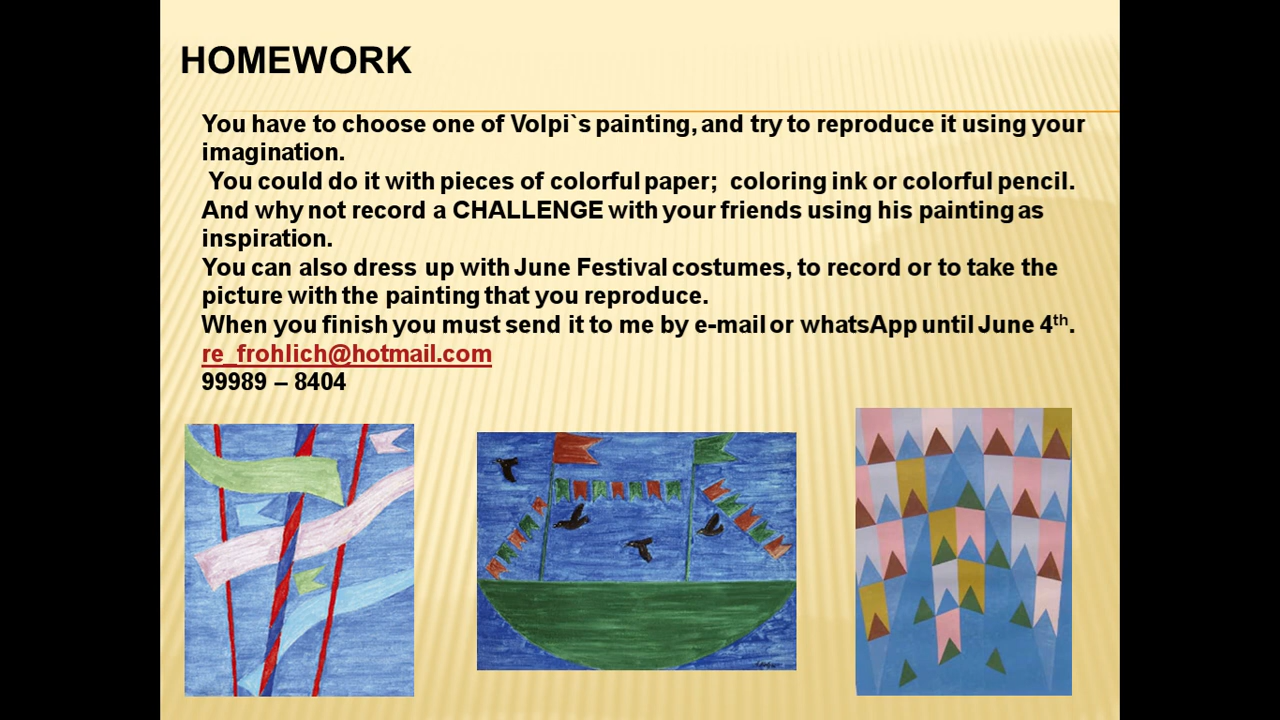 HOMEWORK
You have to choose one of Volpi`s painting, and try to reproduce it using your
imagination.
You could do it with pieces of colorful paper;  coloring ink or colorful pencil.
And why not record a CHALLENGE with your friends using his painting as
inspiration.
You can also dress up with June Festival costumes, to record or to take the
picture with the painting that you reproduce.
When you finish you must send it to me by e-mail or whatsApp until June 4th.
re_frohlich@hotmail.com
99989 – 8404